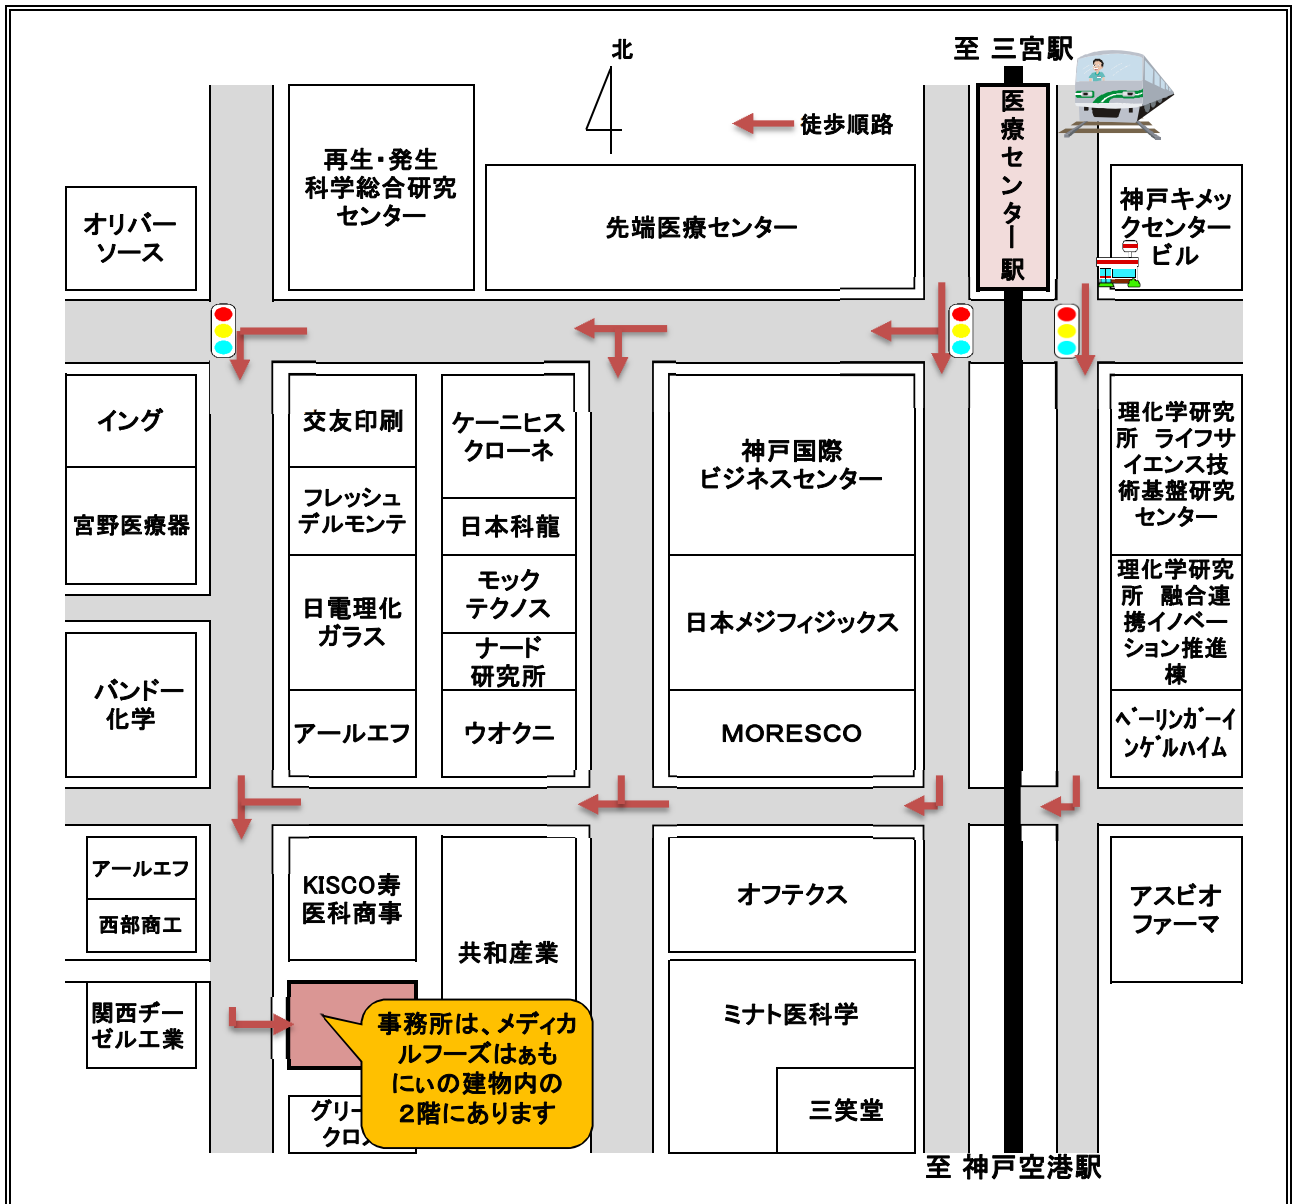 北
至 三宮駅
徒歩順路
医療センター駅
再生・発生
科学総合研究
センター
先端医療センター
神戸キメッ
クセンター
ビル
オリバー
ソース
イング
宮野医療器
交友印刷
フレッシュ
デルモンテ
日電理化
ガラス
アールエフ
ケーニヒス
クローネ
日本科龍
モック
テクノス
ナード
研究所
ウオクニ
神戸国際
ビジネスセンター
日本メジフィジックス
MORESCO
理化学研究
所 ライフサ
イエンス技
術基盤研究
センター
理化学研究
所 融合連
携イノベー
ション推進
棟
ﾍﾞｰﾘﾝｶﾞｰｲ
ﾝｹﾞﾙﾊｲﾑ
バンドー
化学
アールエフ
西部商工
関西ヂー
ゼル工業
KISCO寿
医科商事
共和産業
オフテクス
ミナト医科学
三笑堂
アスビオ
ファーマ
事務所は、メディカ
ルフーズはぁも
にぃの建物内の
２階にあります
グリー
クロ
至 神戸空港駅